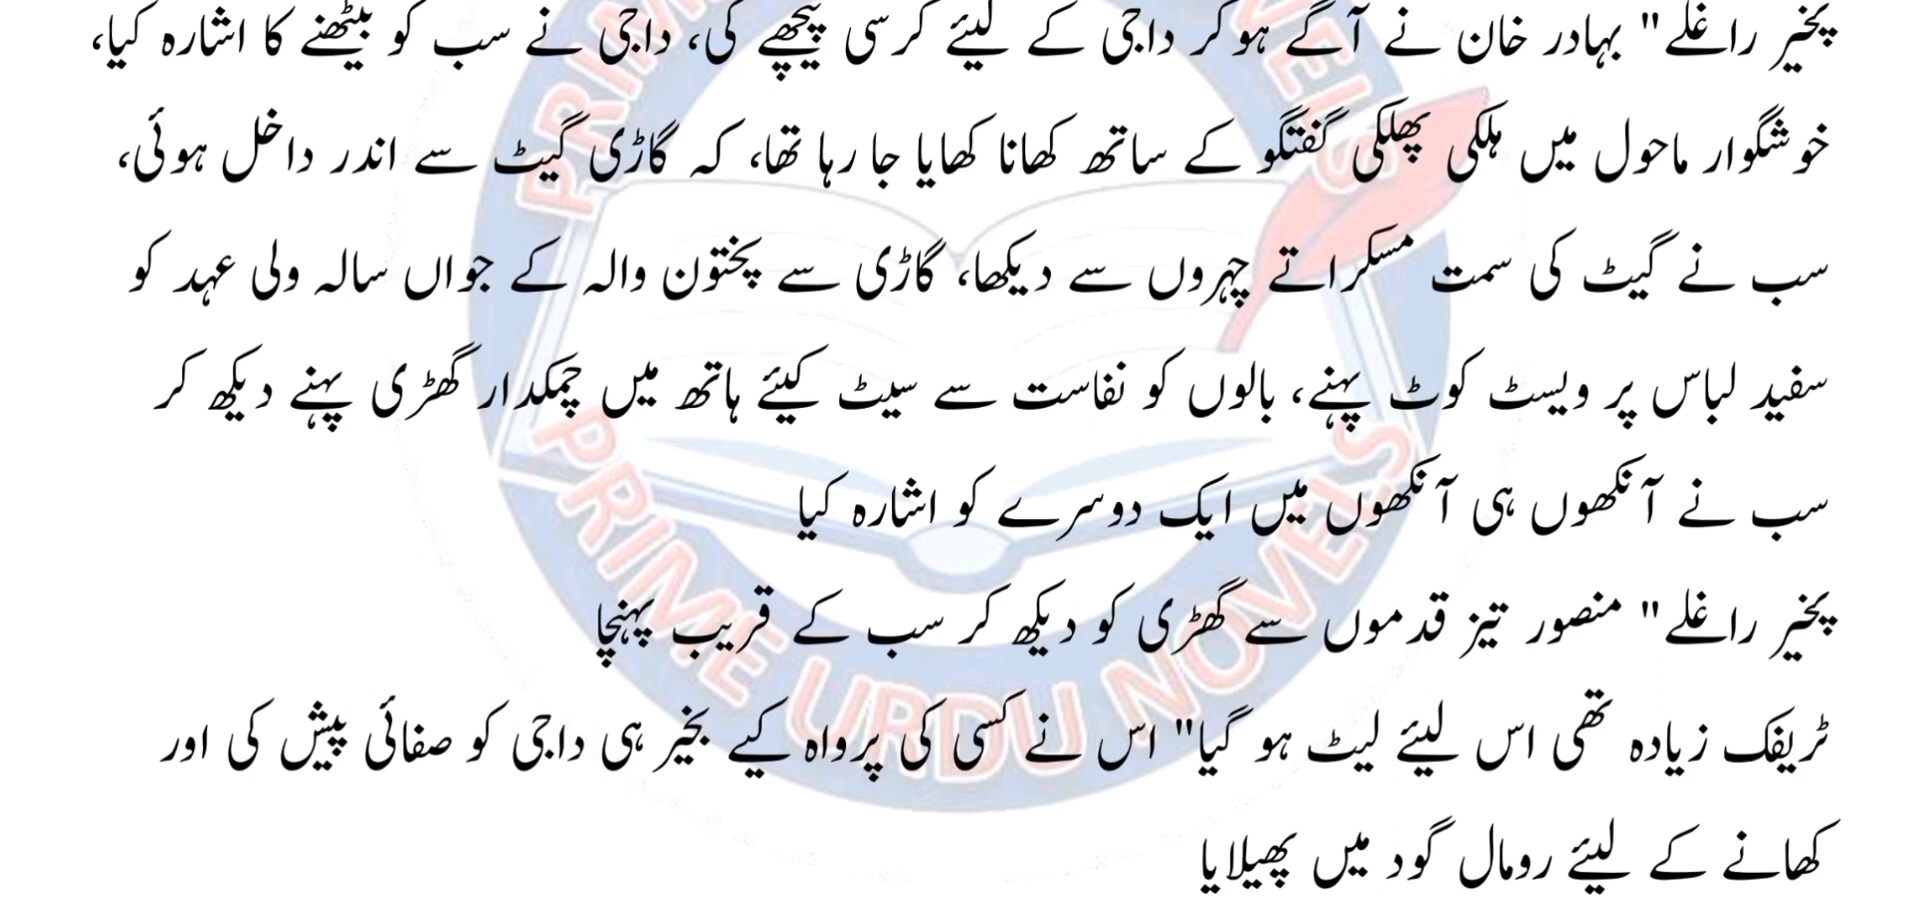 پخیر راغلے" بہادر خان نے آگے ہو کر داجی کے لیئے کرسی پیچھے کی، داجی نے سب کو بیٹھنے کا اشارہ کیا،
خوشگوار ماحول میں ہلکی پھلکی گفتگو کے ساتھ کھانا کھایا جا رہا تھا، کہ گاڑی گیٹ سے اندر داخل ہوئی،
سب نے گیٹ کی سمت مسکراتے چہروں سے دیکھا، گاڑی سے پختون والہ کے جواں سالہ ولی عہد کو
سفید لباس پر ویسٹ کوٹ پہنے، بالوں کو نفاست سے سیٹ کیئے ہاتھ میں چمکدار گھڑی پہنے دیکھ کر
سب نے آنکھوں ہی آنکھوں میں ایک دوسرے کو اشارہ کیا
پخیر راغلے" منصور تیز قدموں سے گھڑی کو دیکھ کر سب کے قریب پہنچا
ٹریفک زیادہ تھی اس لیئے لیٹ ہو گیا" اس نے کسی کی پرواہ کیے بخیر ہی داجی کو صفائی پیش کی اور
کھانے کے لیئے رومال گود میں پھیلایا
PRIME URDU NOVELS